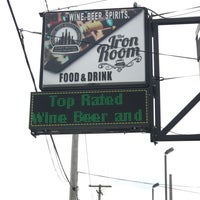 WINE.BEER.SPIRITS.
The
Iron
Room
FOOD & DRINK
Top Rated
Wine Beer and